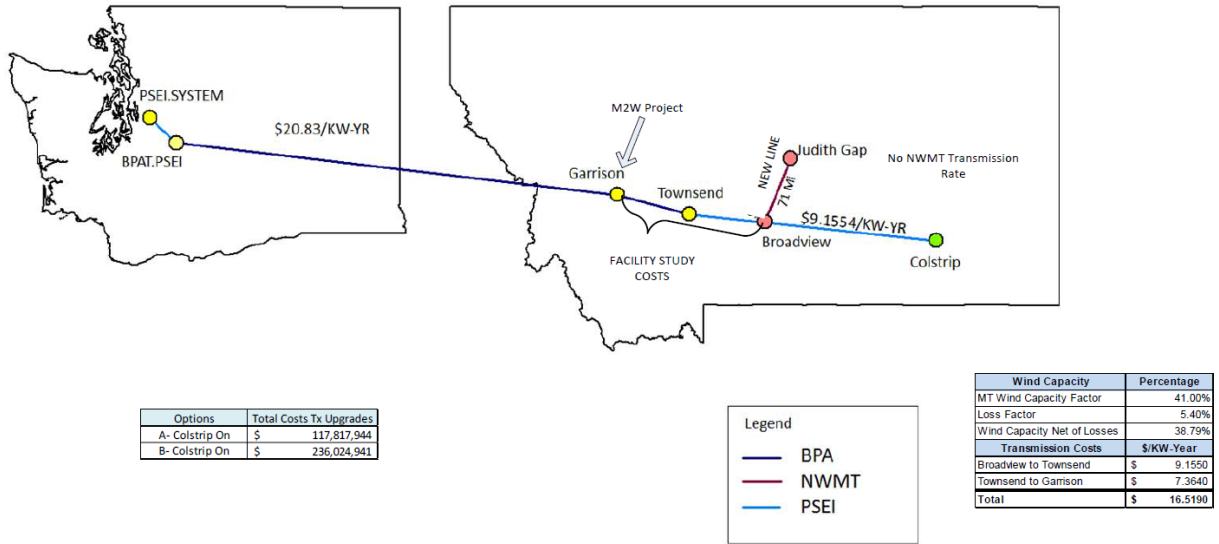 PSEI.SYSTEM
$20.83/KW-YR
BPAT.PSEI
M2W Project
Garrison
Townsend
NEW LINE
71 MI
Judith Gap
No NWMT Transmission
Rate
$9.1554/KW-YR
Broadview
Colstrip
FACILITY STUDY
COSTS
Options Total Costs Tx Upgrades
A- Colstrip On $ 117,817,944
B- Colstrip On $ 236,024,941
Legend
BPA
NWMT
PSEI
Wind Capacity Percentage
MT Wind Capacity Factor 41.00%
Loss Factor 5.40%
Wind Capacity Net of Losses 38.79%
Transmission Costs $/KW-Year
Broadview to Townsend $ 9.1550
Townsend to Garrison $ 7.3640
Total $ 16.5190